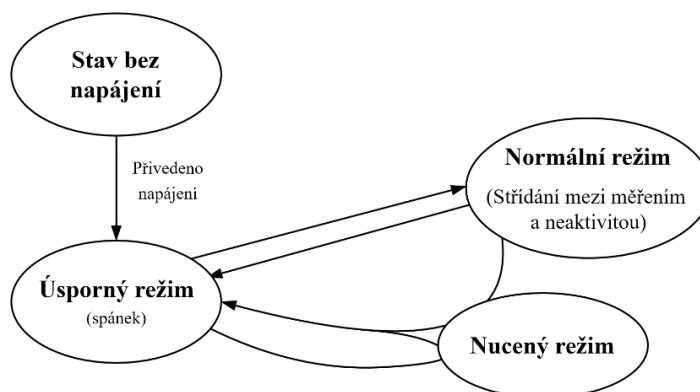 Stav bez
napájení
Přivedeno
napájení
Normální režim
(Střídání mezi měřením
a neaktivitou)
Úsporný režim
(spánek)
Nucený režim